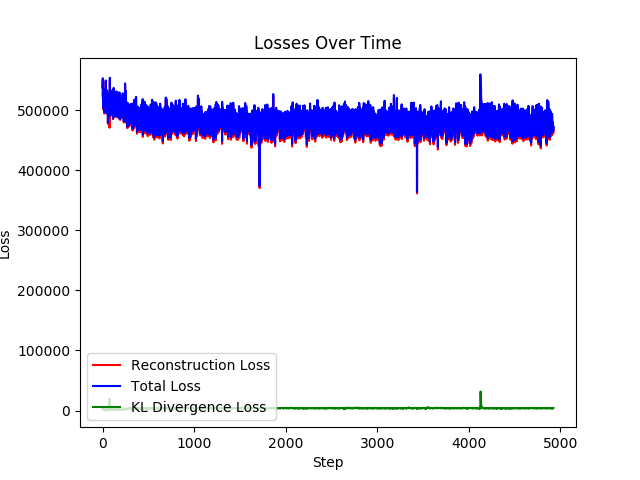 Losses Over Time
500000
400000
300000
200000
100000
0
Loss
Reconstruction Loss
Total Loss
KL Divergence Loss
0 1000 2000 3000 4000 5000
Step